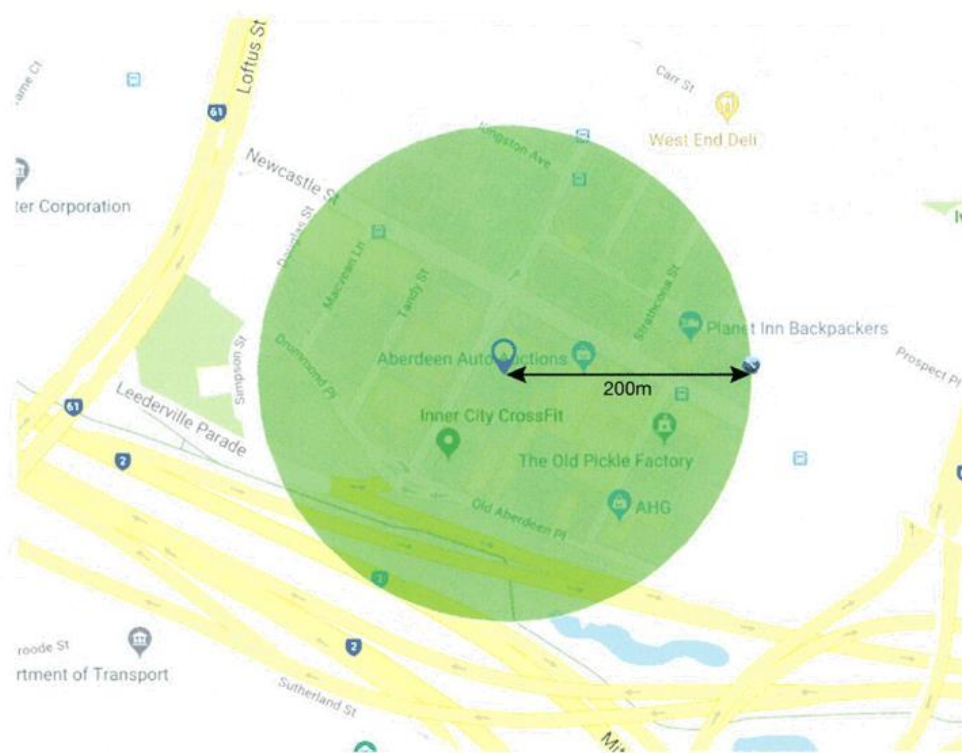 Loftus St
61
Carr St
West End Deli
Kingston Ave
Newcastle St
ter Corporation
Douglas St
Macvean Ln
Tandy St
Strathcona St
Planet Inn Backpackers
Aberdeen Auto Auctions
Prospect Pl
Drummond Pl
Simpson St
200m
Leederville Parade
61
Inner City CrossFit
The Old Pickle Factory
2
AHG
Old Aberdeen Pl
2
2
roode St
rtment of Transport
Sutherland St